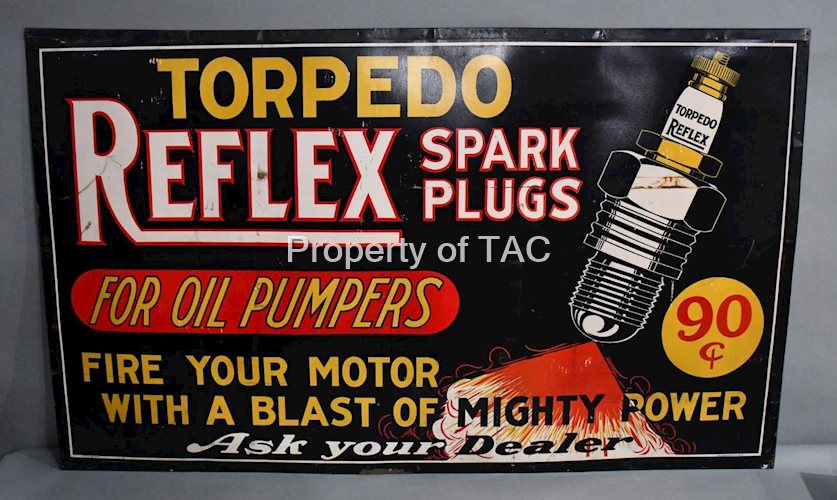 TORPEDO
REFLEX SPARK PLUGS
TORPEDO
REFLEX
Property of TAC
FOR OIL PUMPERS
90
¢
FIRE YOUR MOTOR
WITH A BLAST OF MIGHTY POWER
Ask your Dealer